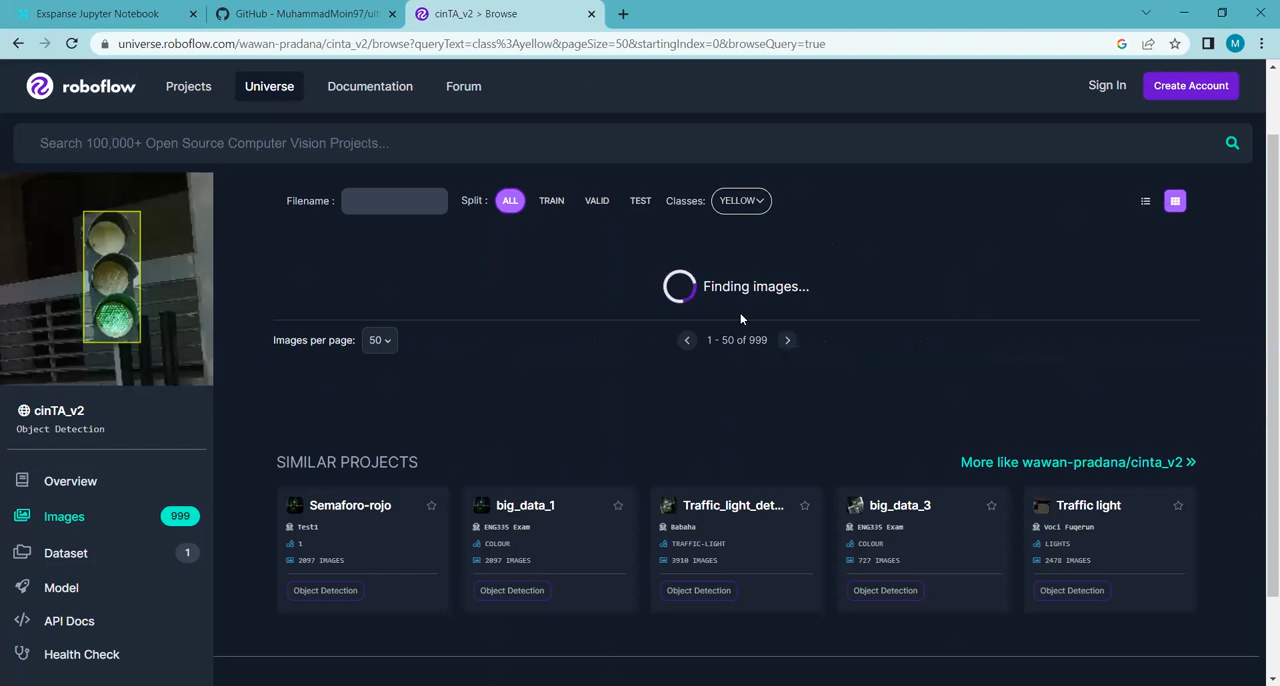 Exspanse Jupyter Notebook
GitHub - MuhammadMoin97/ult
cinTA_v2 > Browse
universe.roboflow.com/wawan-pradana/cinta_v2/browse?queryText=class%3Ayellow&pageSize=50&startingIndex=0&browseQuery=true
M
roboflow
Projects
Universe
Documentation
Forum
Sign In
Create Account
Search 100,000+ Open Source Computer Vision Projects...
Filename :
Split :
ALL
TRAIN
VALID
TEST
Classes:
YELLOW
Finding images...
Images per page:
50
1 - 50 of 999
cinTA_v2
Object Detection
Overview
Images
999
Dataset
1
Model
API Docs
Health Check
SIMILAR PROJECTS
More like wawan-pradana/cinta_v2
Semaforo-rojo
Test1
1
2097 IMAGES
Object Detection
big_data_1
ENG335 Exam
COLOUR
2097 IMAGES
Object Detection
Traffic_light_det...
Babaha
TRAFFIC-LIGHT
3910 IMAGES
Object Detection
big_data_3
ENG335 Exam
COLOUR
727 IMAGES
Object Detection
Traffic light
Voci Fuqerun
LIGHTS
2478 IMAGES
Object Detection